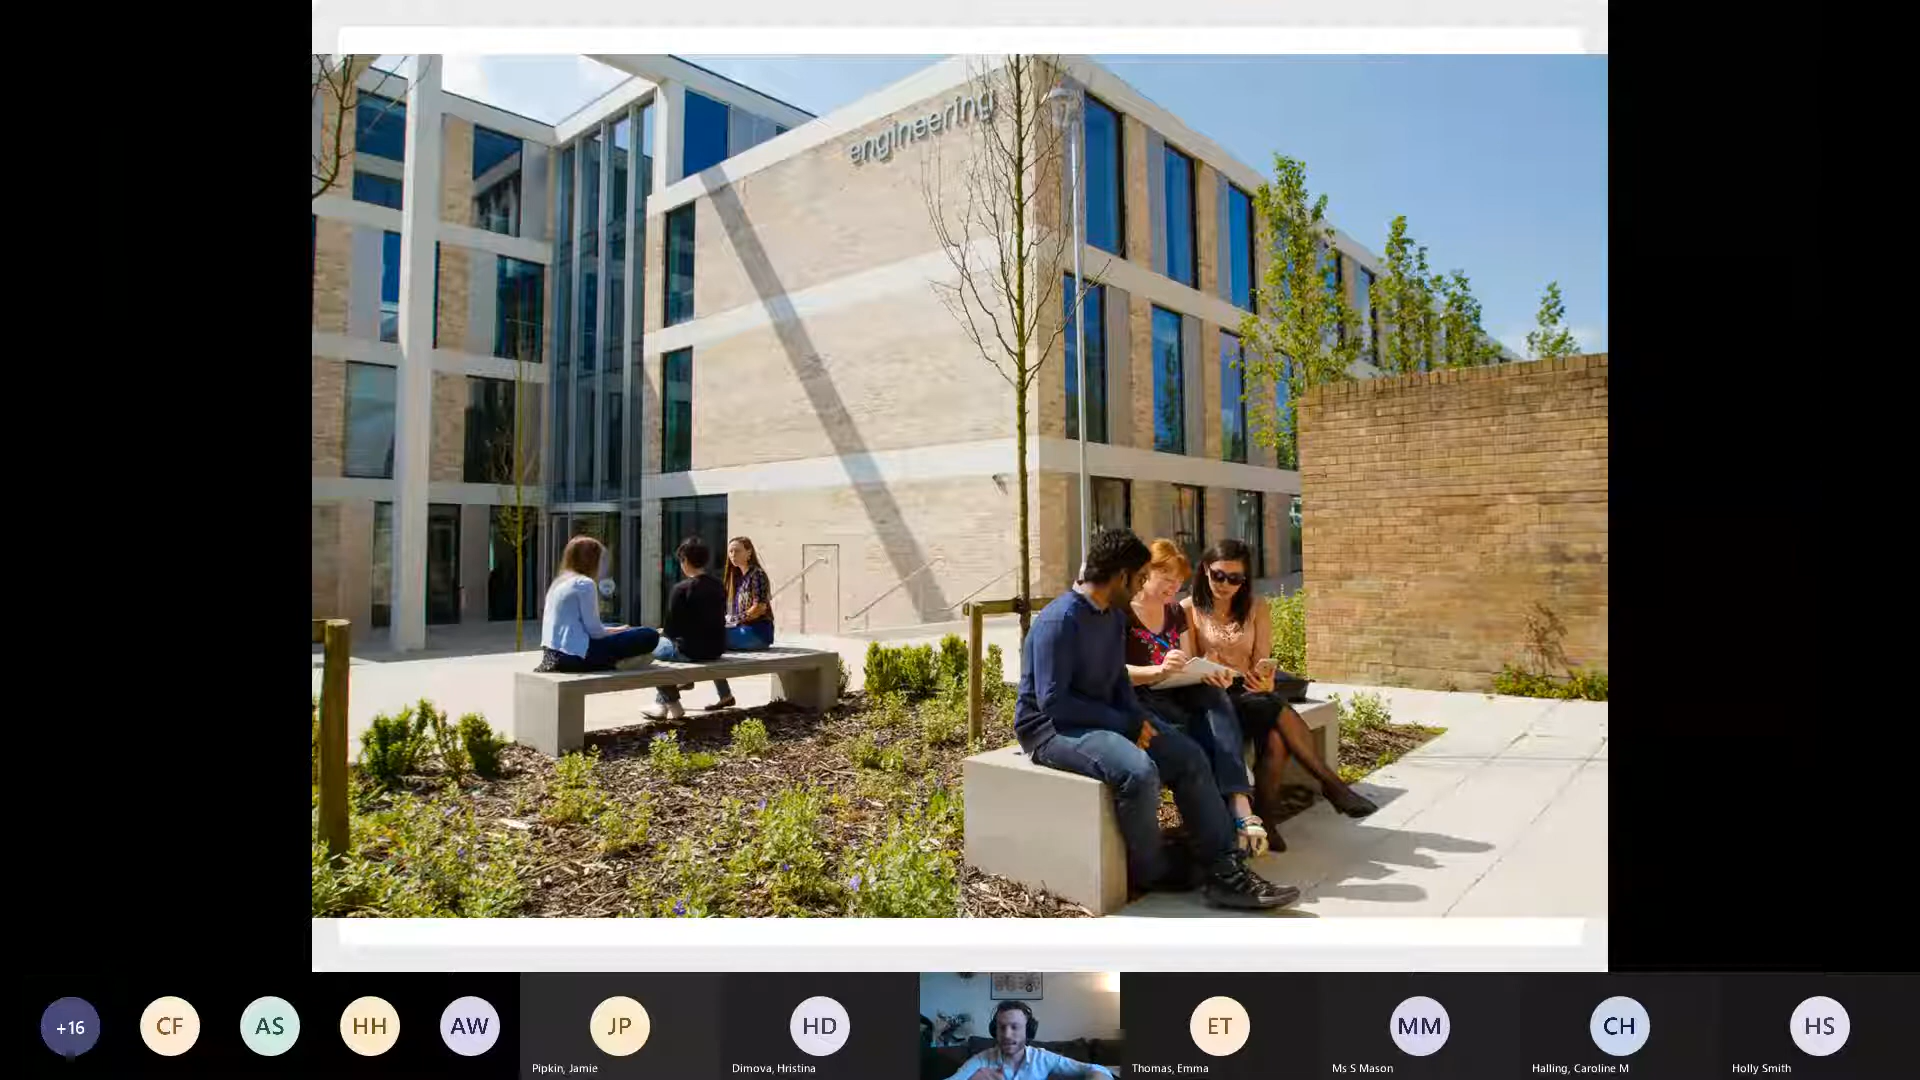 engineering
+16
CF
AS
HH
AW
JP
HD
ET
MM
CH
HS
Pipkin, Jamie
Dimova, Hristina
Thomas, Emma
Ms S Mason
Halling, Caroline M
Holly Smith